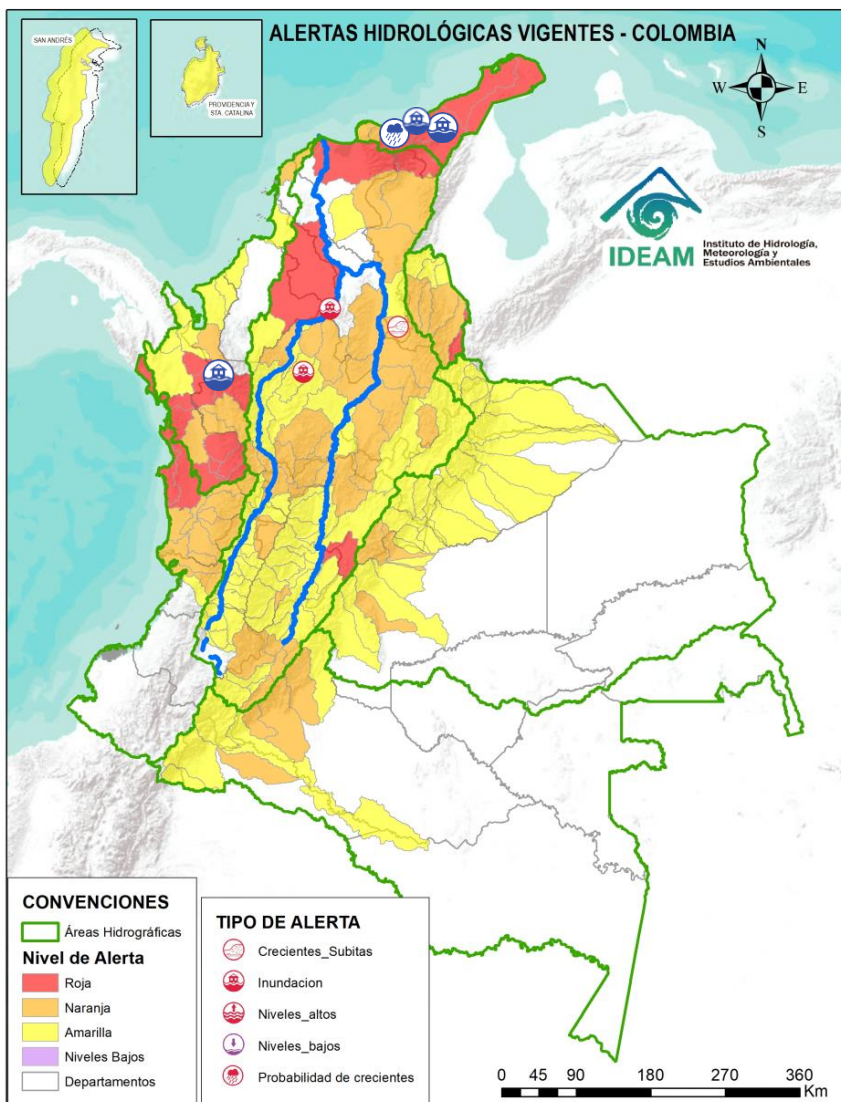 ALERTAS HIDROLÓGICAS VIGENTES - COLOMBIA
SAN ANDRÉS
PROVIDENCIA Y
STA. CATALINA
N
W
E
S
IDEAM
Instituto de Hidrología,
Meteorología y
Estudios Ambientales
CONVENCIONES
Áreas Hidrográficas
Nivel de Alerta
Roja
Naranja
Amarilla
Niveles Bajos
Departamentos
TIPO DE ALERTA
Crecientes_Subitas
Inundacion
Niveles_altos
Niveles_bajos
Probabilidad de crecientes
0 45 90 180 270 360
Km